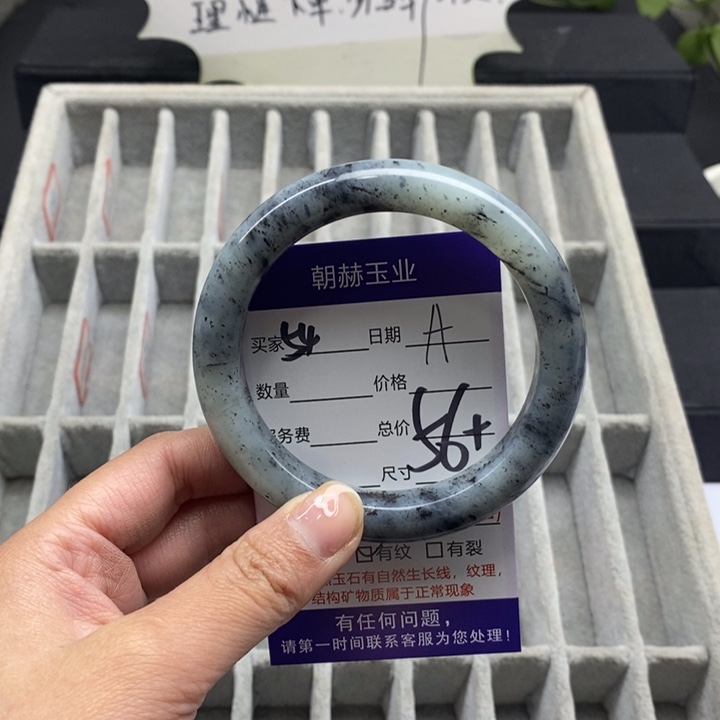 朝赫玉业
买家 日期 A
数量 价格
务费 总价
尺寸
有纹 有裂
玉石有自然生长线，纹理，
结构矿物质属于正常现象
有任何问题，
请第一时间联系客服为您处理！